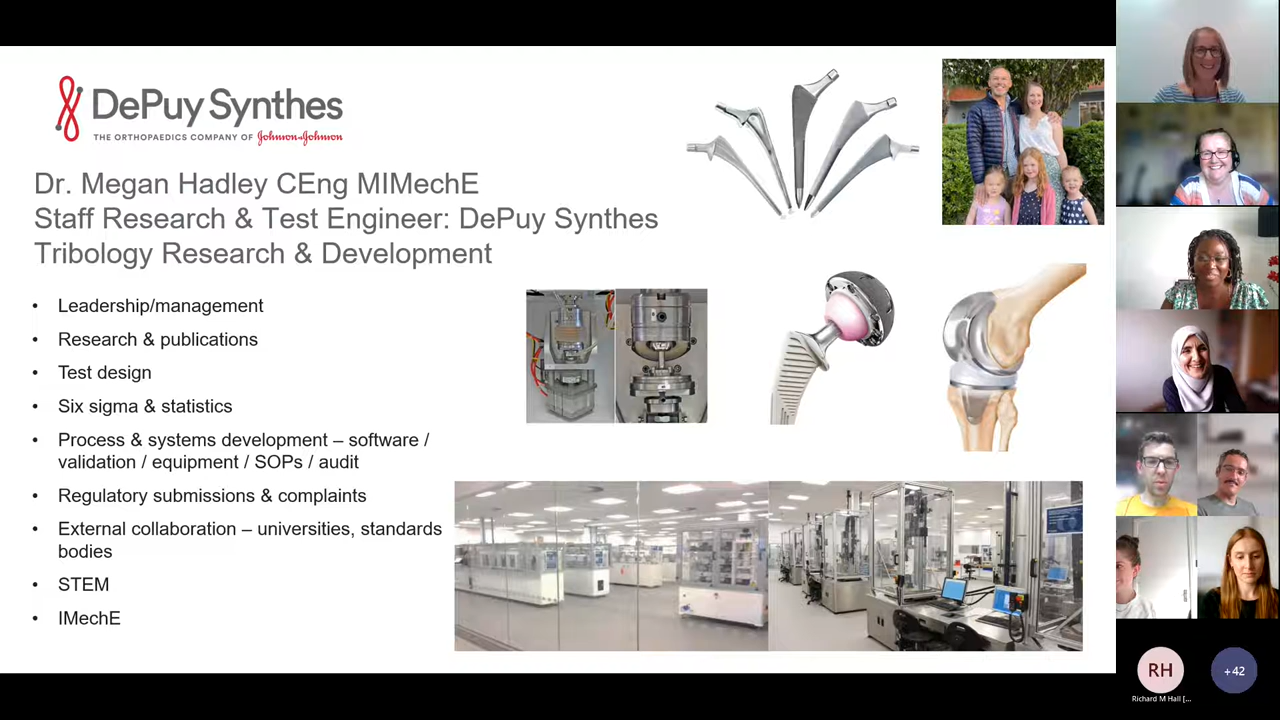 DePuy Synthes
THE ORTHOPAEDICS COMPANY OF Johnson & Johnson
Dr. Megan Hadley CEng MIMechE
Staff Research & Test Engineer: DePuy Synthes
Tribology Research & Development
• Leadership/management
• Research & publications
• Test design
• Six sigma & statistics
• Process & systems development – software /
validation / equipment / SOPs / audit
• Regulatory submissions & complaints
• External collaboration – universities, standards
bodies
• STEM
• IMechE
RH
+42
Richard M Hall [...